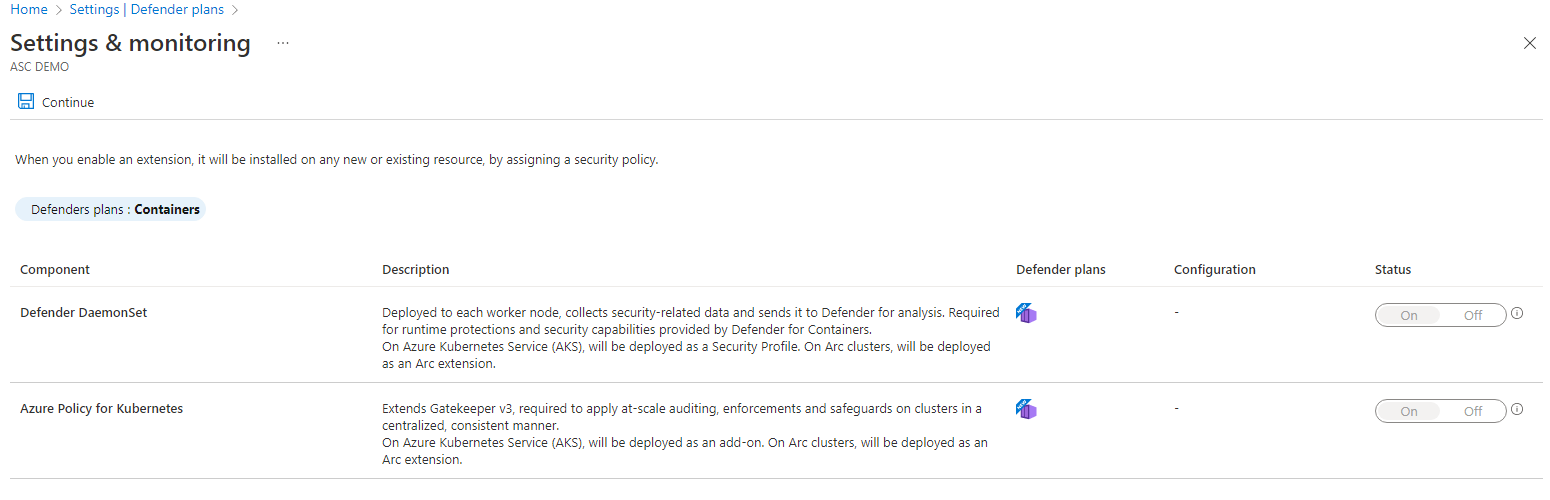 Home > Settings | Defender plans >
Settings & monitoring ...
ASC DEMO
Continue
When you enable an extension, it will be installed on any new or existing resource, by assigning a security policy.
Defenders plans : Containers
Component Description Defender plans Configuration Status
Defender DaemonSet
Deployed to each worker node, collects security-related data and sends it to Defender for analysis. Required
for runtime protections and security capabilities provided by Defender for Containers.
On Azure Kubernetes Service (AKS), will be deployed as a Security Profile. On Arc clusters, will be deployed
as an Arc extension.
-
On Off
Azure Policy for Kubernetes
Extends Gatekeeper v3, required to apply at-scale auditing, enforcements and safeguards on clusters in a
centralized, consistent manner.
On Azure Kubernetes Service (AKS), will be deployed as an add-on. On Arc clusters, will be deployed as an
Arc extension.
-
On Off